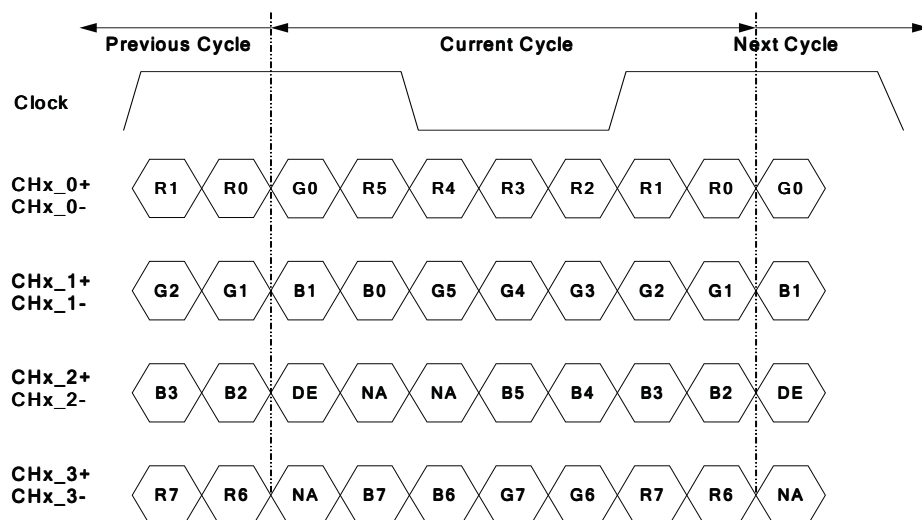 Previous Cycle Current Cycle Next Cycle
Clock
CHx_0+
CHx_0-
R1 R0 G0 R5 R4 R3 R2 R1 R0 G0
CHx_1+
CHx_1-
G2 G1 B1 B0 G5 G4 G3 G2 G1 B1
CHx_2+
CHx_2-
B3 B2 DE NA NA B5 B4 B3 B2 DE
CHx_3+
CHx_3-
R7 R6 NA B7 B6 G7 G6 R7 R6 NA